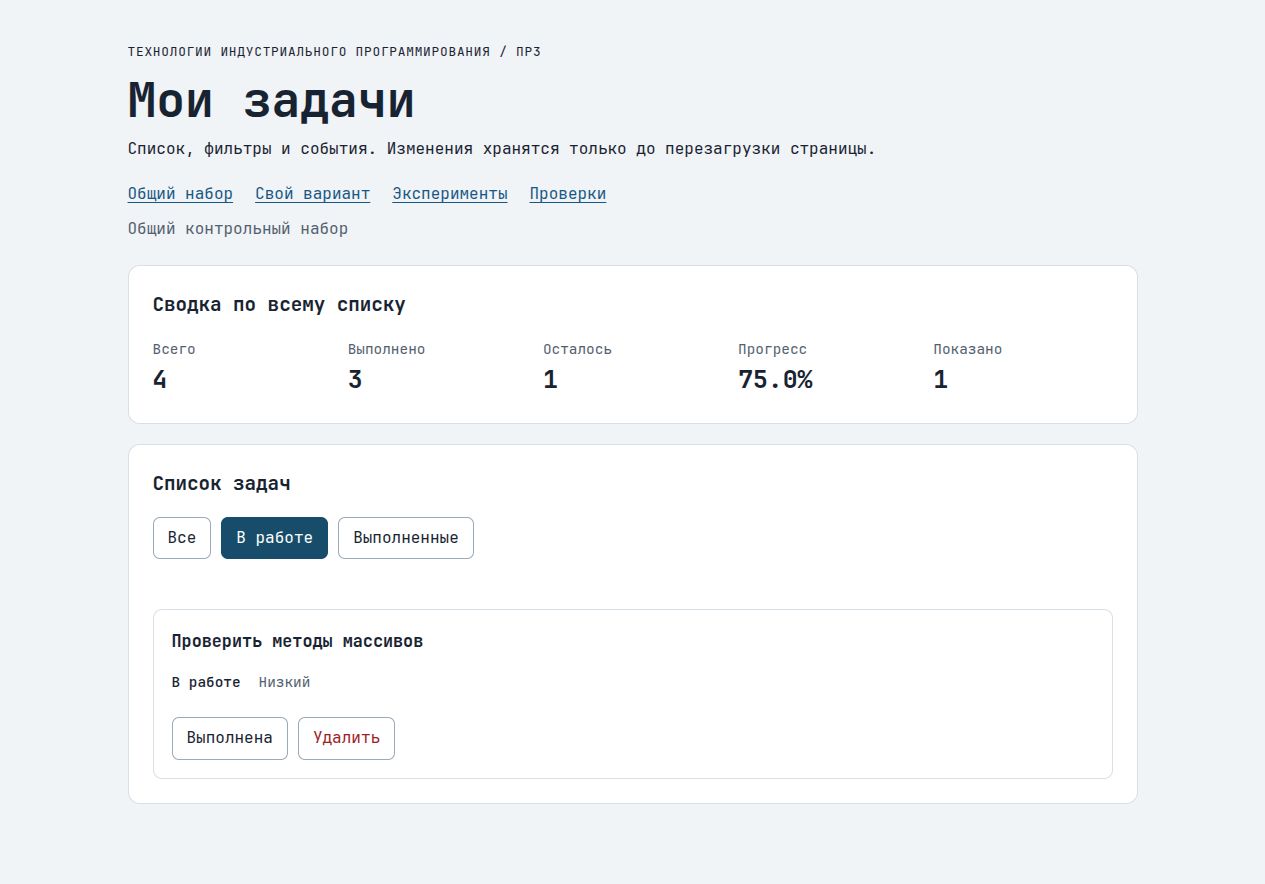 ТЕХНОЛОГИИ ИНДУСТРИАЛЬНОГО ПРОГРАММИРОВАНИЯ / ПР3
Мои задачи
Список, фильтры и события. Изменения хранятся только до перезагрузки страницы.
Общий набор Свой вариант Эксперименты Проверки
Общий контрольный набор
Сводка по всему списку
Всего Выполнено Осталось Прогресс Показано
4 3 1 75.0% 1
Список задач
Все В работе Выполненные
Проверить методы массивов
В работе Низкий
Выполнена Удалить